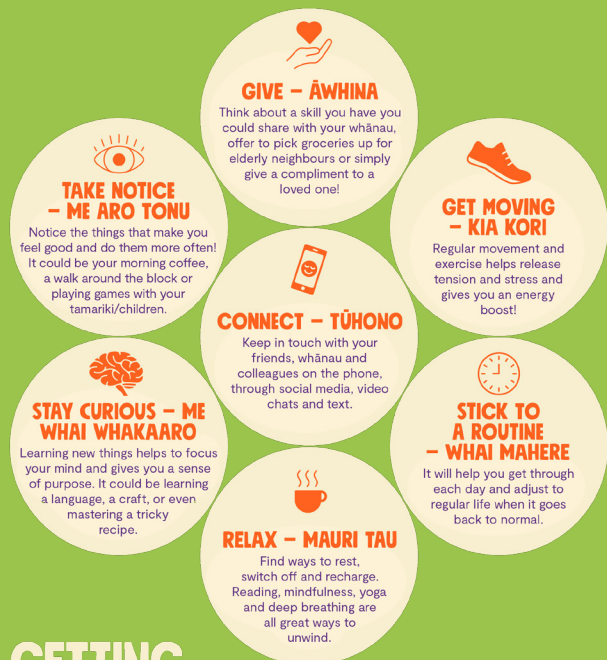 GIVE – ĀWHINA
Think about a skill you have you
could share with your whānau,
offer to pick groceries up for
elderly neighbours or simply
give a compliment to a
loved one!
TAKE NOTICE
– ME ARO TONU
Notice the things that make you
feel good and do them more often!
It could be your morning coffee,
a walk around the block or
playing games with your
tamariki/children.
GET MOVING
– KIA KORI
Regular movement and
exercise helps release
tension and stress and
gives you an energy
boost!
CONNECT – TŪHONO
Keep in touch with your
friends, whānau and
colleagues on the phone,
through social media, video
chats and text.
STAY CURIOUS – ME
WHAI WHAKAARO
Learning new things helps to focus
your mind and gives you a sense
of purpose. It could be learning
a language, a craft, or even
mastering a tricky
recipe.
STICK TO
A ROUTINE
– WHAI MAHERE
It will help you get through
each day and adjust to
regular life when it goes
back to normal.
RELAX – MAURI TAU
Find ways to rest,
switch off and recharge.
Reading, mindfulness, yoga
and deep breathing are
all great ways to
unwind.
GETTING